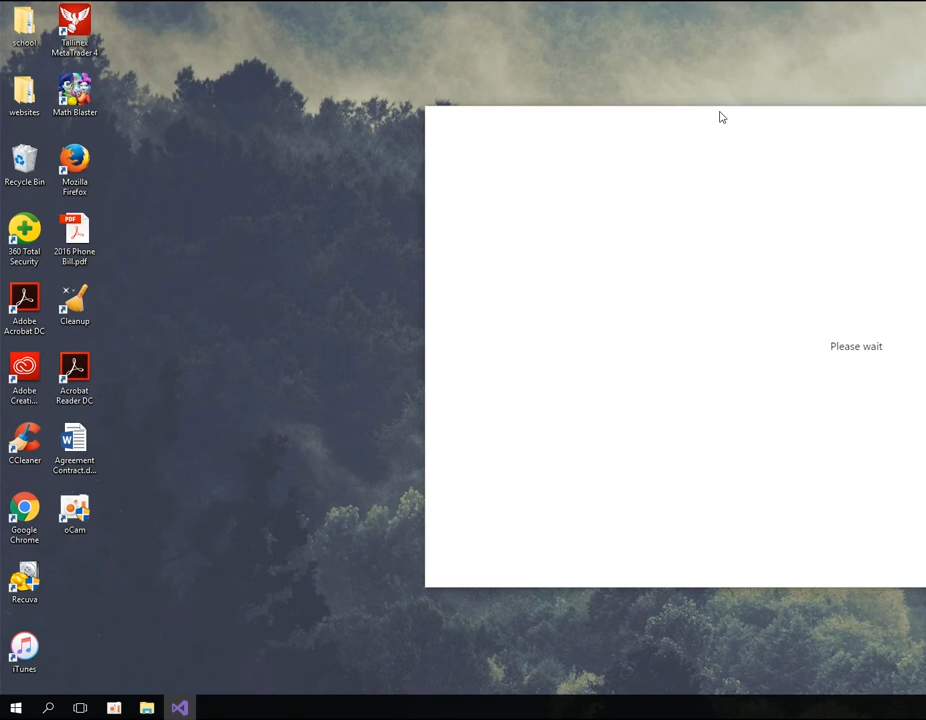 school
Tallinex
MetaTrader 4
websites
Math Blaster
Recycle Bin
Mozilla
Firefox
360 Total
Security
PDF
2016 Phone
Bill.pdf
Adobe
Acrobat DC
Cleanup
Adobe
Creati...
Acrobat
Reader DC
CCleaner
Agreement
Contract.d...
Google
Chrome
oCam
Recuva
iTunes
Please wait